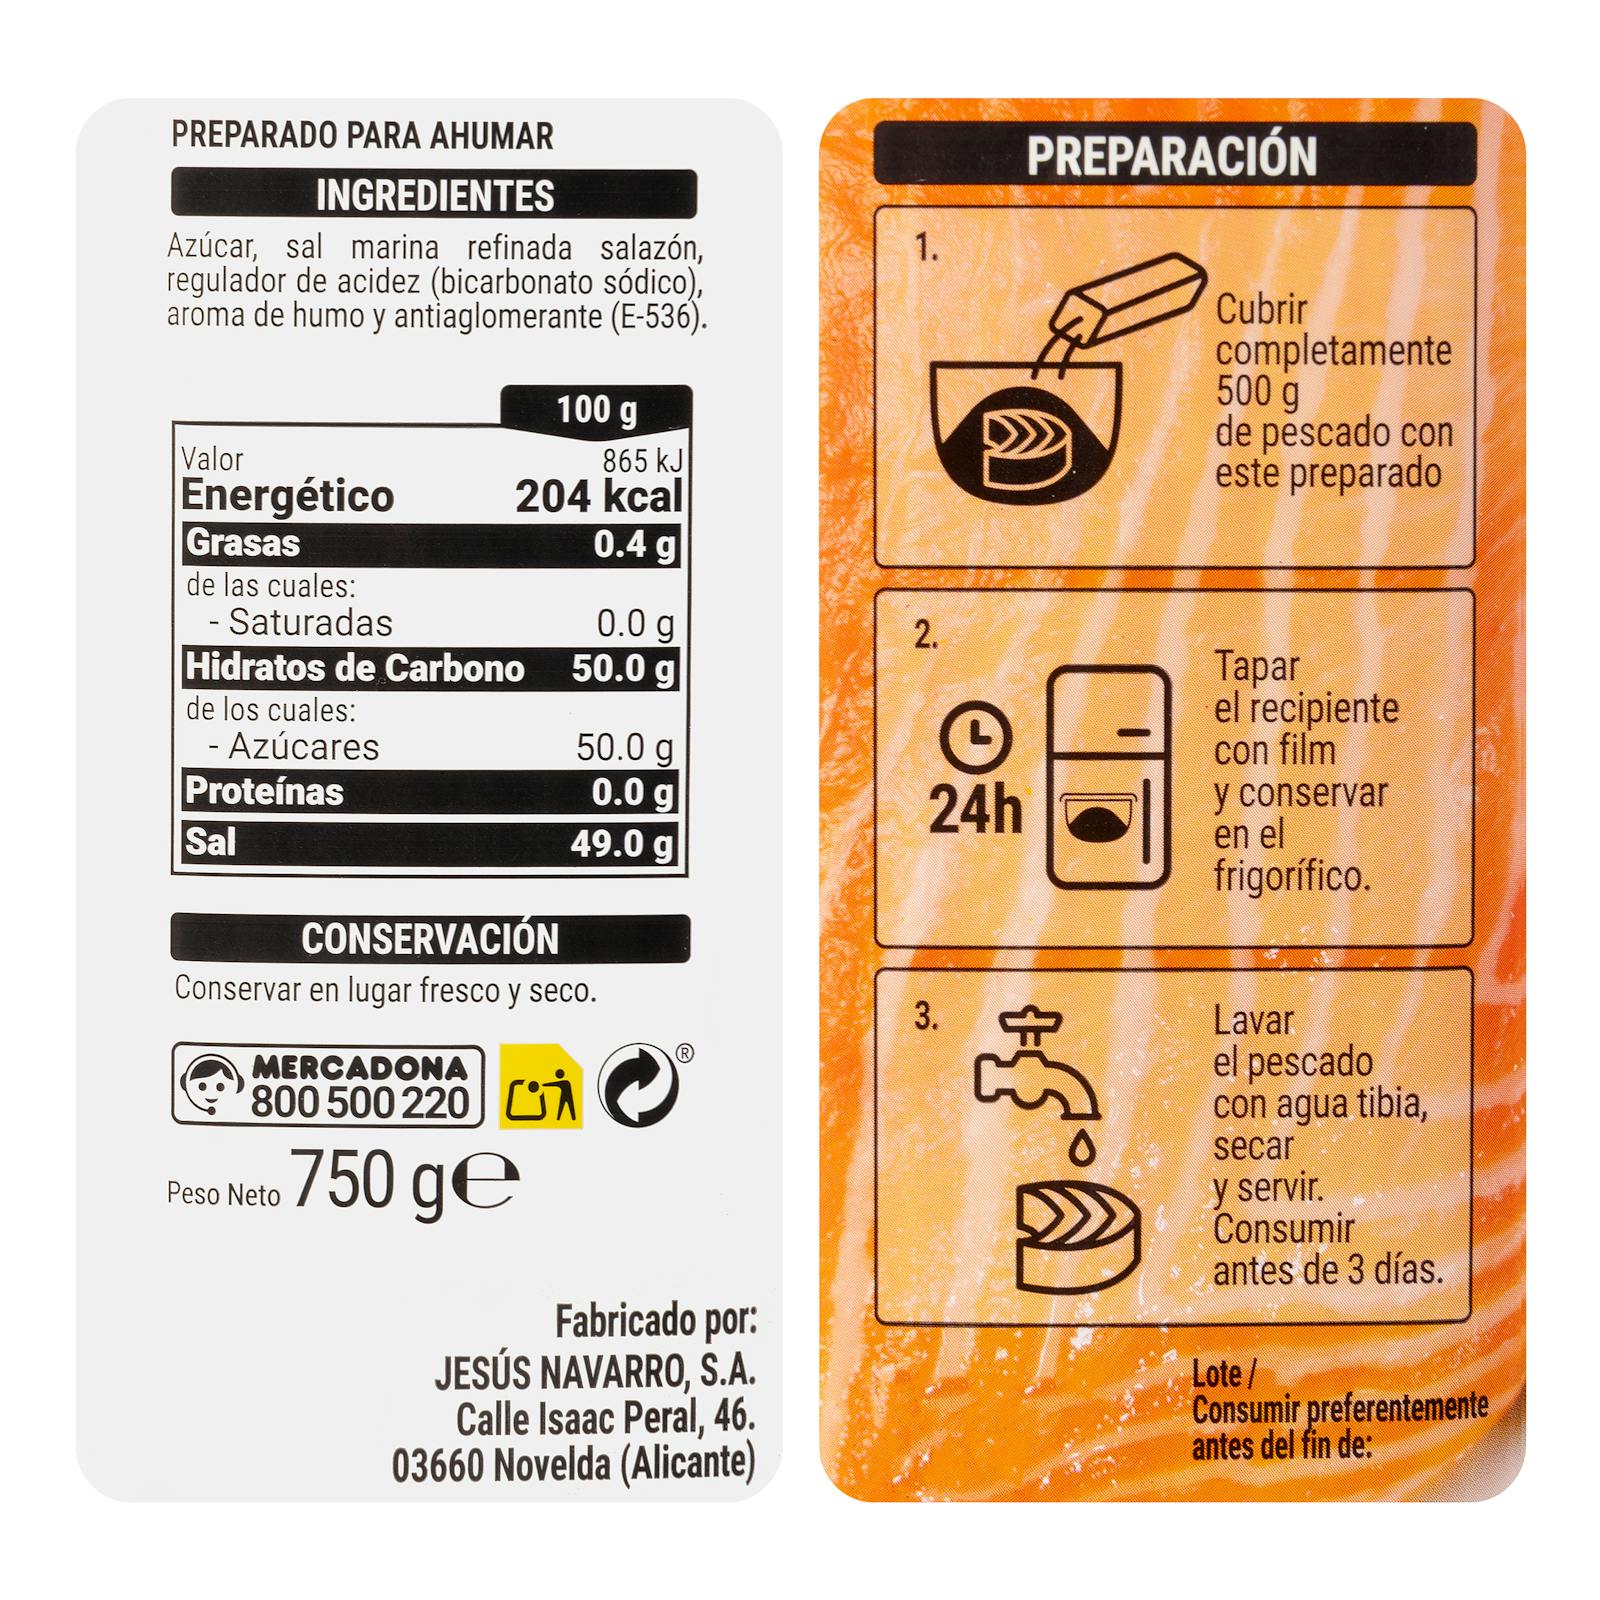 PREPARADO PARA AHUMAR
INGREDIENTES
Azúcar, sal marina refinada salazón,
regulador de acidez (bicarbonato sódico),
aroma de humo y antiaglomerante (E-536).
100 g
Valor 865 kJ
Energético 204 kcal
Grasas 0.4 g
de las cuales:
- Saturadas 0.0 g
Hidratos de Carbono 50.0 g
de los cuales:
- Azúcares 50.0 g
Proteínas 0.0 g
Sal 49.0 g
CONSERVACIÓN
Conservar en lugar fresco y seco.
MERCADONA
800 500 220
®
Peso Neto 750 g e
Fabricado por:
JESÚS NAVARRO, S.A.
Calle Isaac Peral, 46.
03660 Novelda (Alicante)
PREPARACIÓN
1.
Cubrir
completamente
500 g
de pescado con
este preparado
2.
24h
Tapar
el recipiente
con film
y conservar
en el
frigorífico.
3.
Lavar
el pescado
con agua tibia,
secar
y servir.
Consumir
antes de 3 días.
Lote /
Consumir preferentemente
antes del fin de: